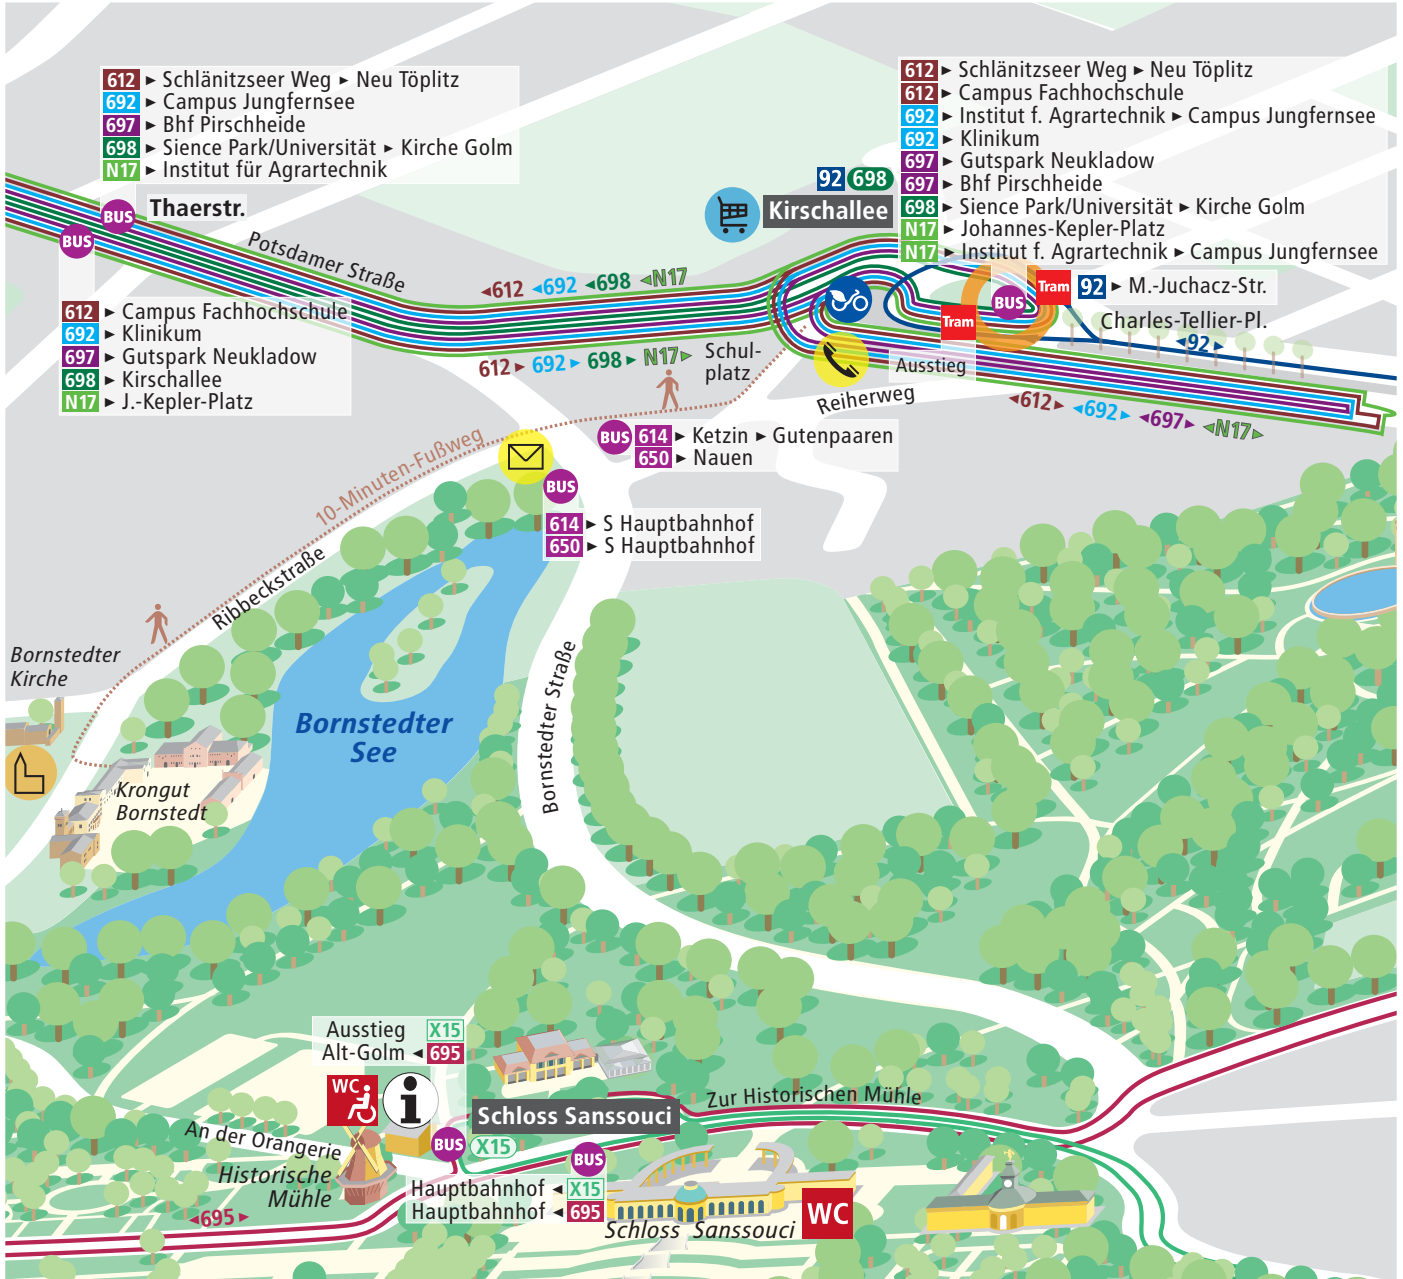 612 ▸ Schlänitzseer Weg ▸ Neu Töplitz
692 ▸ Campus Jungfernsee
697 ▸ Bhf Pirschheide
698 ▸ Sience Park/Universität ▸ Kirche Golm
N17 ▸ Institut für Agrartechnik
BUS
Thaerstr.
BUS
612 ▸ Campus Fachhochschule
692 ▸ Klinikum
697 ▸ Gutspark Neukladow
698 ▸ Kirschallee
N17 ▸ J.-Kepler-Platz
Potsdamer Straße
◂612 ◂692 ◂698 ◂N17
612▸ 692▸ 698▸ N17▸
612 ▸ Schlänitzseer Weg ▸ Neu Töplitz
612 ▸ Campus Fachhochschule
692 ▸ Institut f. Agrartechnik ▸ Campus Jungfernsee
692 ▸ Klinikum
697 ▸ Gutspark Neukladow
697 ▸ Bhf Pirschheide
698 ▸ Sience Park/Universität ▸ Kirche Golm
N17 ▸ Johannes-Kepler-Platz
N17 ▸ Institut f. Agrartechnik ▸ Campus Jungfernsee
92 698
Kirschallee
BUS
Tram
92 ▸ M.-Juchacz-Str.
Tram
Charles-Tellier-Pl.
◂92▸
Ausstieg
Schul-
platz
Reiherweg
◂612▸ ◂692▸ ◂697▸ ◂N17▸
BUS
614 ▸ Ketzin ▸ Gutenpaaren
650 ▸ Nauen
10-Minuten-Fußweg
BUS
614 ▸ S Hauptbahnhof
650 ▸ S Hauptbahnhof
Ribbeckstraße
Bornstedter
Kirche
Bornstedter
See
Bornstedter Straße
Krongut
Bornstedt
Ausstieg X15
Alt-Golm ◂ 695
WC
i
Schloss Sanssouci
Zur Historischen Mühle
An der Orangerie
BUS
X15
BUS
Historische
Mühle
Hauptbahnhof ◂ X15
Hauptbahnhof ◂ 695
◂695▸
Schloss Sanssouci
WC